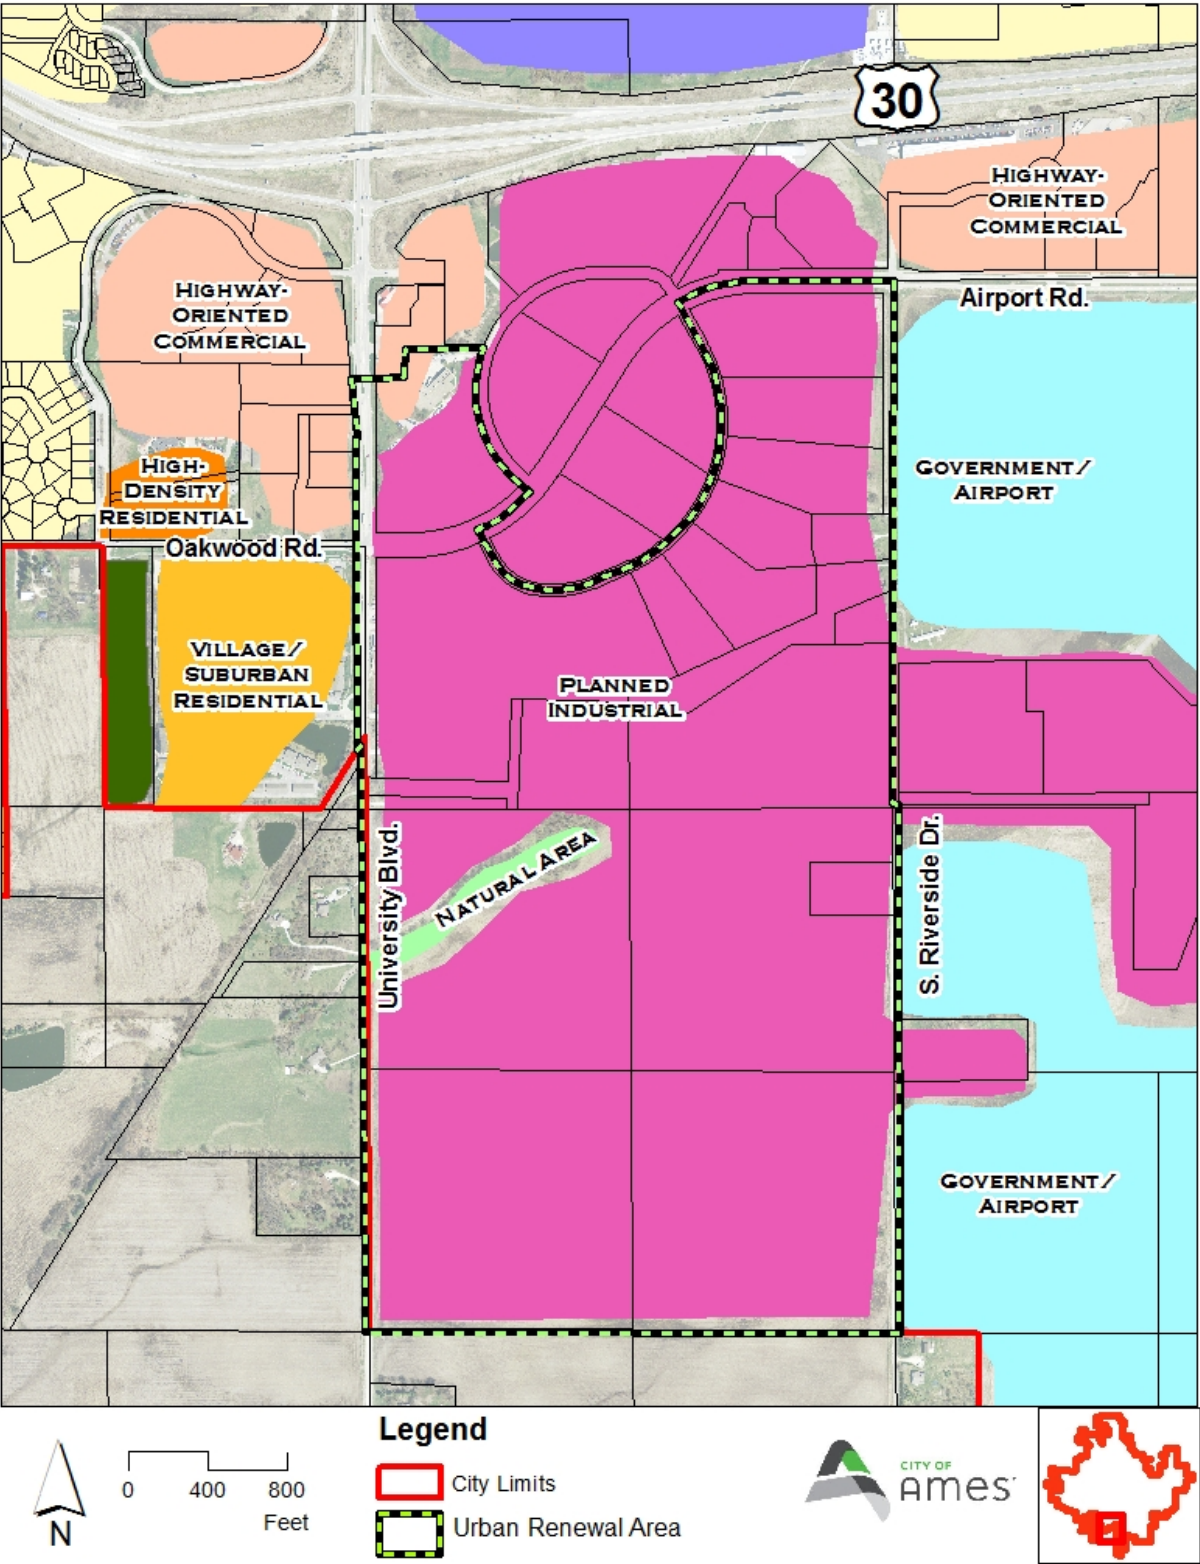 30
HIGHWAY-
ORIENTED
COMMERCIAL
HIGHWAY-
ORIENTED
COMMERCIAL
Airport Rd.
HIGH-
DENSITY
RESIDENTIAL
GOVERNMENT/
AIRPORT
Oakwood Rd.
VILLAGE/
SUBURBAN
RESIDENTIAL
PLANNED
INDUSTRIAL
University Blvd.
NATURAL AREA
S. Riverside Dr.
GOVERNMENT/
AIRPORT
N
0 400 800
Feet
Legend
City Limits
Urban Renewal Area
CITY OF
AMES